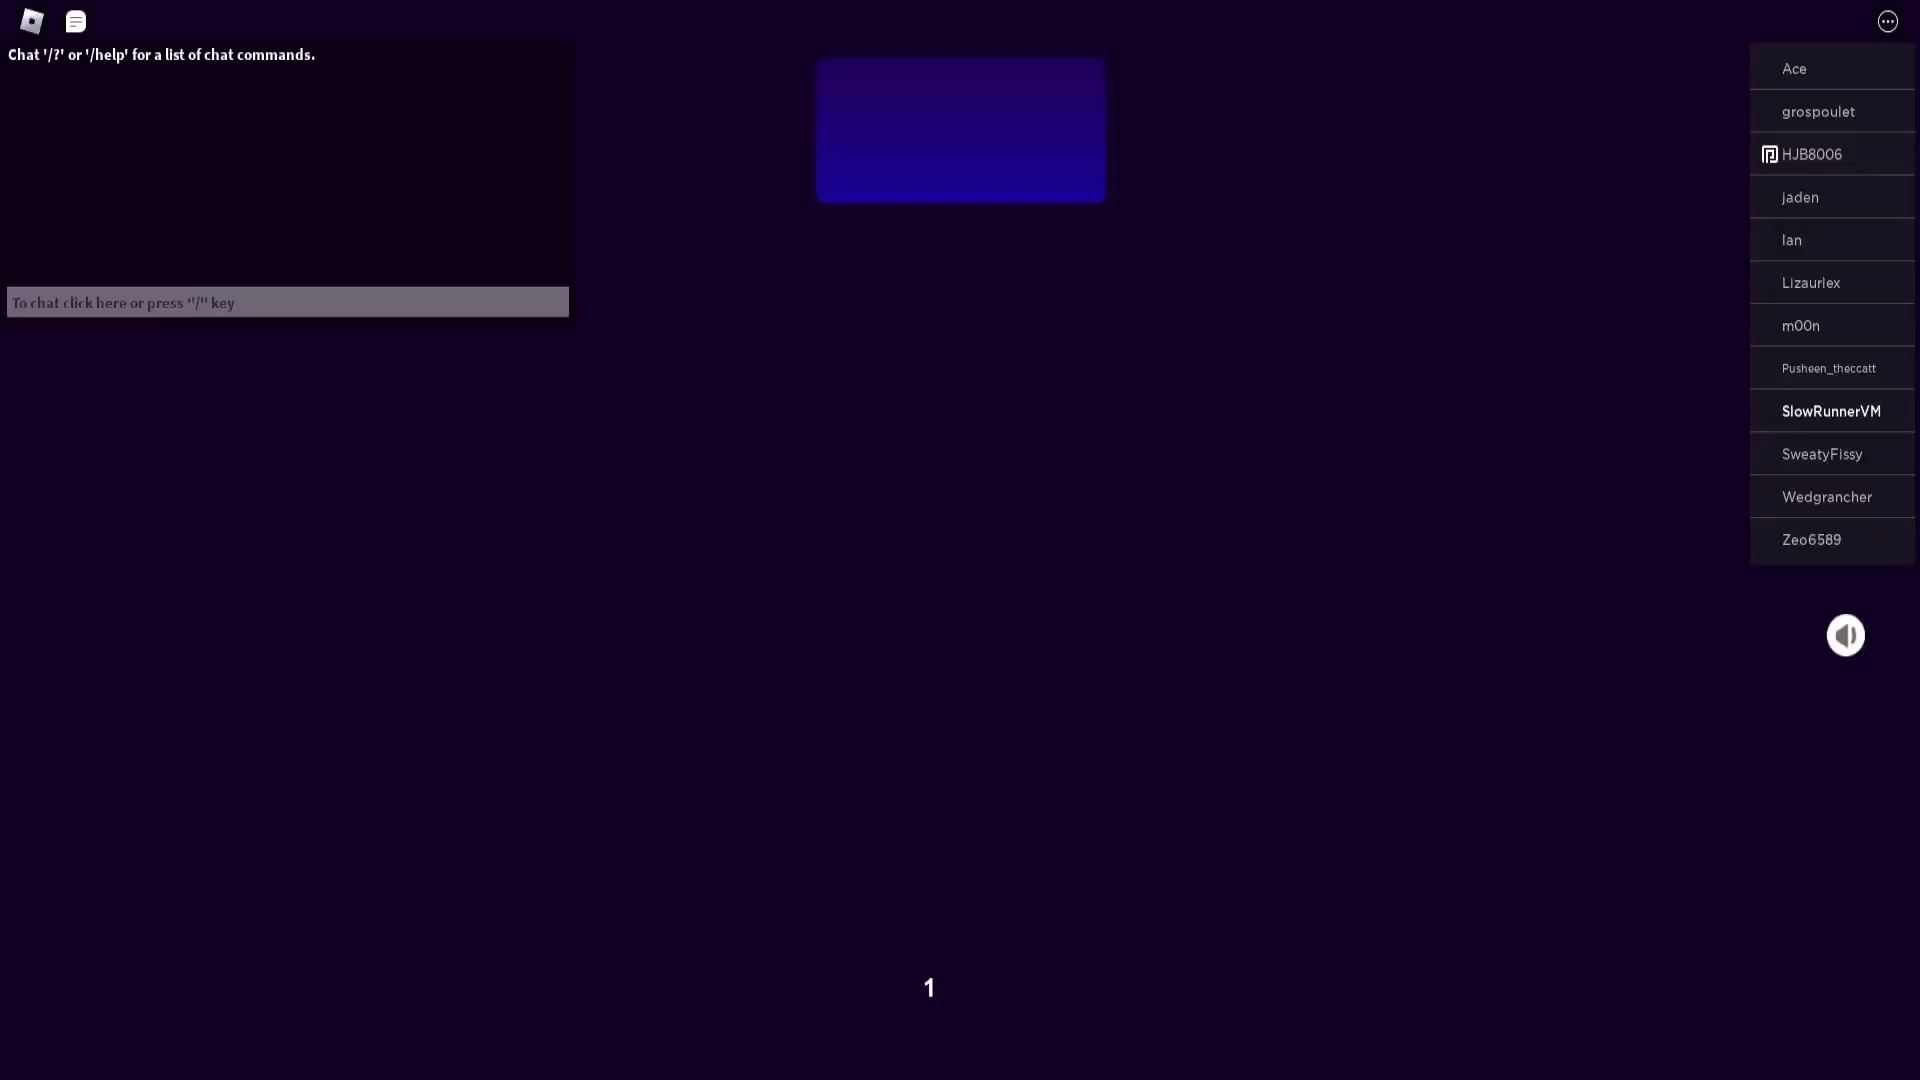 Chat '/?' or '/help' for a list of chat commands.
To chat click here or press "/" key
Ace
grospoulet
HJB8006
jaden
Ian
Lizaurlex
m00n
Pusheen_theccatt
SlowRunnerVM
SweatyFissy
Wedgrancher
Zeo6589
1